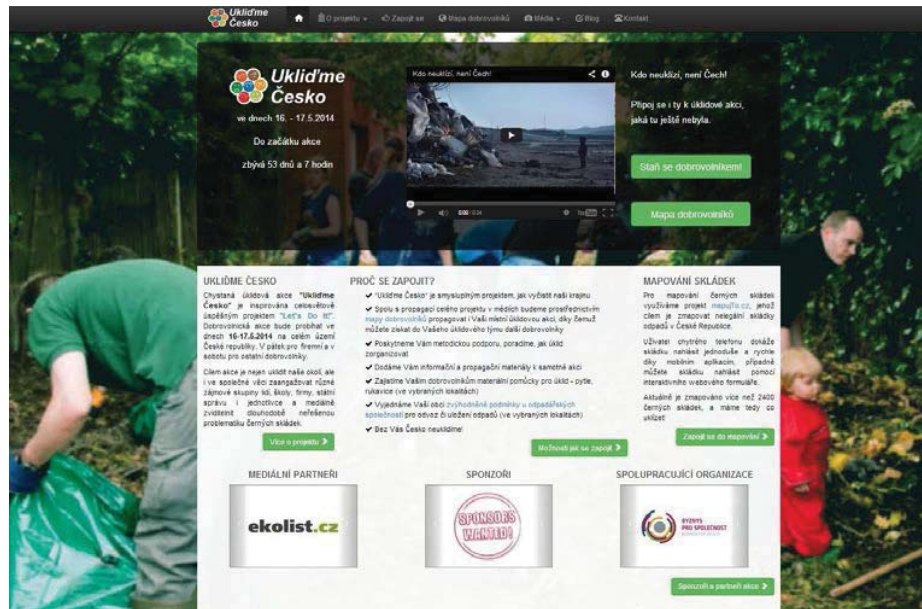 Ukliďme
Česko
O projektu
Zapojit se
Mapa dobrovolníků
Média
Blog
Kontakt
Ukliďme
Česko
ve dnech 16. - 17.5.2014
Do začátku akce
zbývá 53 dnů a 7 hodin
Kdo neuklízí, není Čech!
Kdo neuklízí, není Čech!
Připoj se i ty k úklidové akci,
jaká tu ještě nebyla.
Staň se dobrovolníkem!
Mapa dobrovolníků
UKLIĎME ČESKO
Chystaná úklidová akce "Ukliďme
Česko" je inspirována celosvětově
úspěšným projektem "Let's Do It!".
Dobrovolnická akce bude probíhat ve
dnech 16-17.5.2014 na celém území
České republiky. V pátek pro firemní a v
sobotu pro ostatní dobrovolníky.
Cílem akce je nejen uklidit naše okolí, ale
i ve společné věci zaangažovat různé
zájmové skupiny lidí, školy, firmy, státní
správu i jednotlivce a mediálně
zviditelnit dlouhodobě neřešenou
problematiku černých skládek.
Více o projektu
PROČ SE ZAPOJIT?
"Ukliďme Česko" je smysluplným projektem, jak vyčistit naši krajinu
Spolu s propagací celého projektu v médiích budeme prostřednictvím
mapy dobrovolníků propagovat i Vaši místní úklidovou akci, díky čemuž
můžete získat do Vašeho úklidového týmu další dobrovolníky
Poskytneme Vám metodickou podporu, poradíme, jak úklid
zorganizovat
Dodáme Vám informační a propagační materiály k samotné akci
Zajistíme Vašim dobrovolníkům materiální pomůcky pro úklid - pytle,
rukavice (ve vybraných lokalitách)
Vyjednáme Vaší obci zvýhodněné podmínky u odpadářských
společností pro odvoz či uložení odpadů (ve vybraných lokalitách)
Bez Vás Česko neuklidíme!
Možnosti jak se zapojit
MAPOVÁNÍ SKLÁDEK
Pro mapování černých skládek
využíváme projekt mapujTo.cz, jehož
cílem je zmapovat nelegální skládky
odpadů v České Republice.
Uživatel chytrého telefonu dokáže
skládku nahlásit jednoduše a rychle
díky mobilním aplikacím, případně
můžete skládku nahlásit pomocí
interaktivního webového formuláře.
Aktuálně je zmapováno více než 2400
černých skládek, a máme tedy co
uklízet!
Zapojit se do mapování
MEDIÁLNÍ PARTNEŘI
ekolist.cz
SPONZOŘI
SPONSORS
WANTED!
SPOLUPRACUJÍCÍ ORGANIZACE
BYZNYS
PRO SPOLEČNOST
Sponzoři a partneři akce